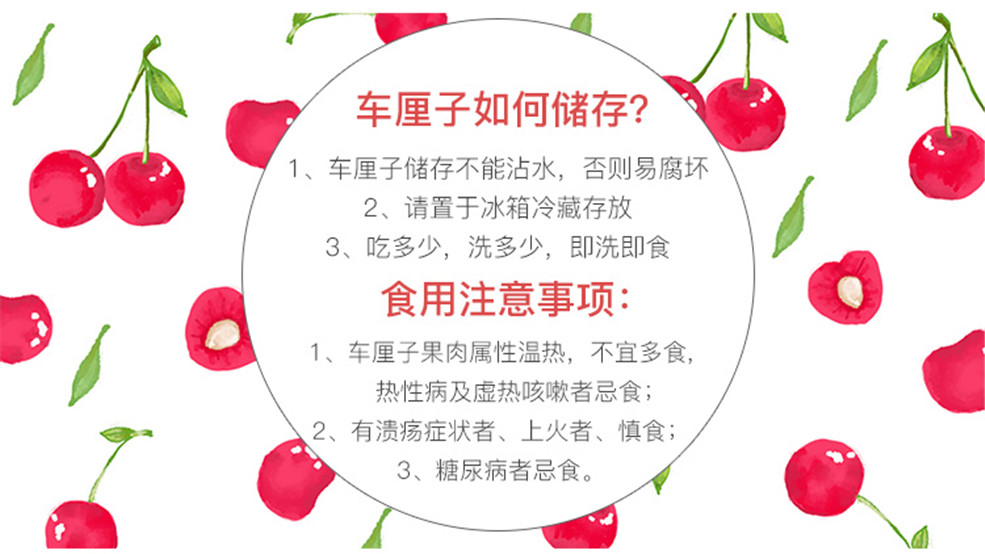 车厘子如何储存?
1、车厘子储存不能沾水，否则易腐坏
2、请置于冰箱冷藏存放
3、吃多少，洗多少，即洗即食
食用注意事项：
1、车厘子果肉属性温热，不宜多食，
热性病及虚热咳嗽者忌食；
2、有溃疡症状者、上火者、慎食；
3、糖尿病者忌食。